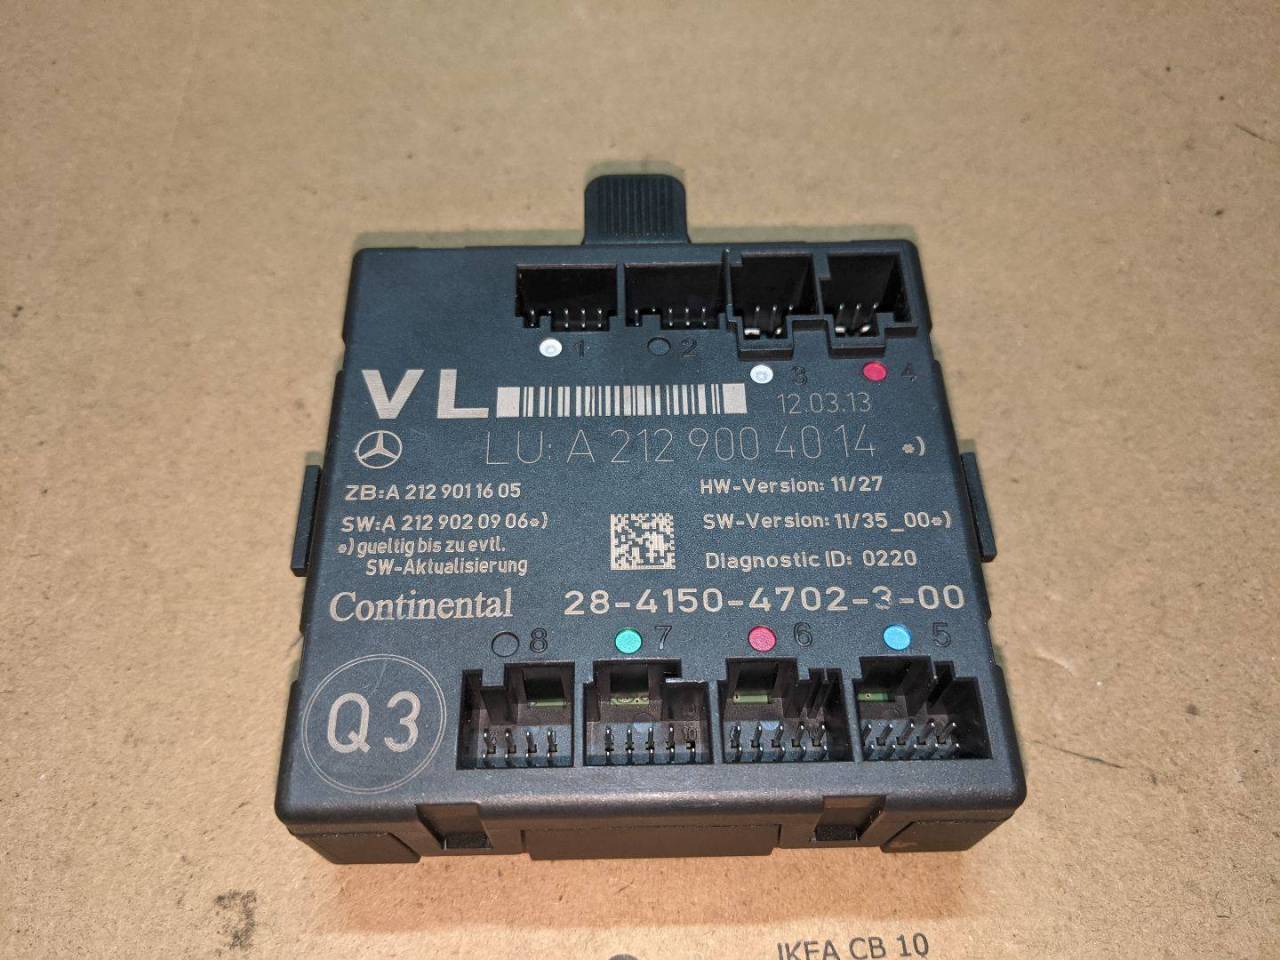 1 2 3 4
VL 12.03.13
LU: A 212 900 40 14 *)
ZB:A 212 901 16 05 HW-Version: 11/27
SW:A 212 902 09 06*) SW-Version: 11/35_00*)
*) gueltig bis zu evtl.
SW-Aktualisierung Diagnostic ID: 0220
Continental 28-4150-4702-3-00
8 7 6 5
Q3
IKEA CB 10